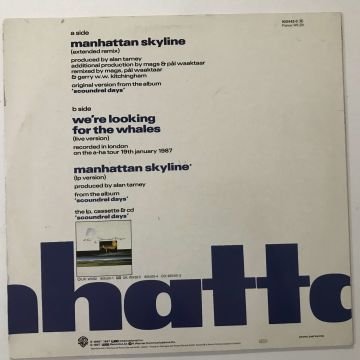 a side
manhattan skyline
(extended remix)
produced by alan tarney
additional production by mags & pål waaktaar
remixed by mags, pål waaktaar
& gerry w.w. kitchingham
original version from the album
'scoundrel days'
b side
we're looking
for the whales
(live version)
recorded in london
on the a-ha tour 19th january 1987
manhattan skyline*
(lp version)
produced by alan tarney
from the album
'scoundrel days'
the lp, cassette & cd
'scoundrel days'
nhatta